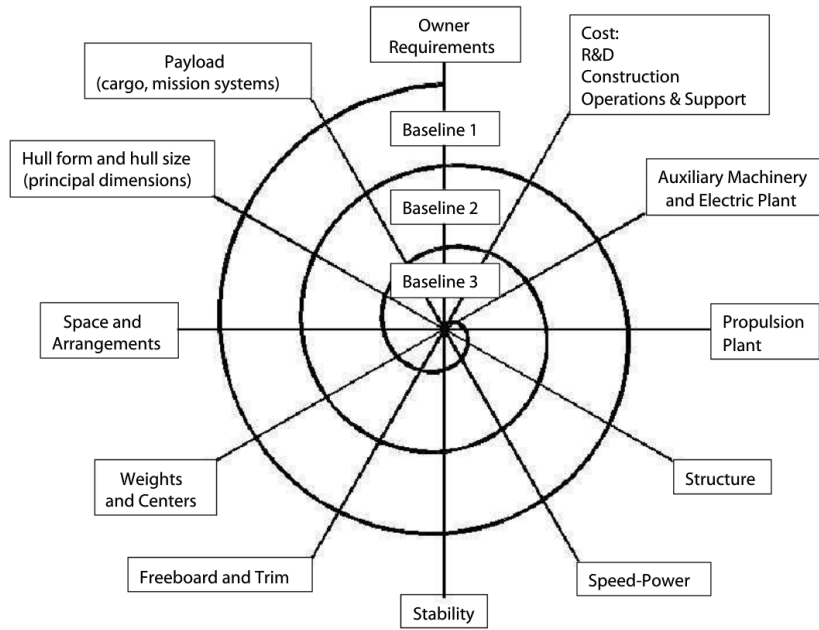 Owner
Requirements
Cost:
R&D
Construction
Operations & Support
Payload
(cargo, mission systems)
Baseline 1
Hull form and hull size
(principal dimensions)
Auxiliary Machinery
and Electric Plant
Baseline 2
Baseline 3
Space and
Arrangements
Propulsion
Plant
Weights
and Centers
Structure
Freeboard and Trim
Speed-Power
Stability